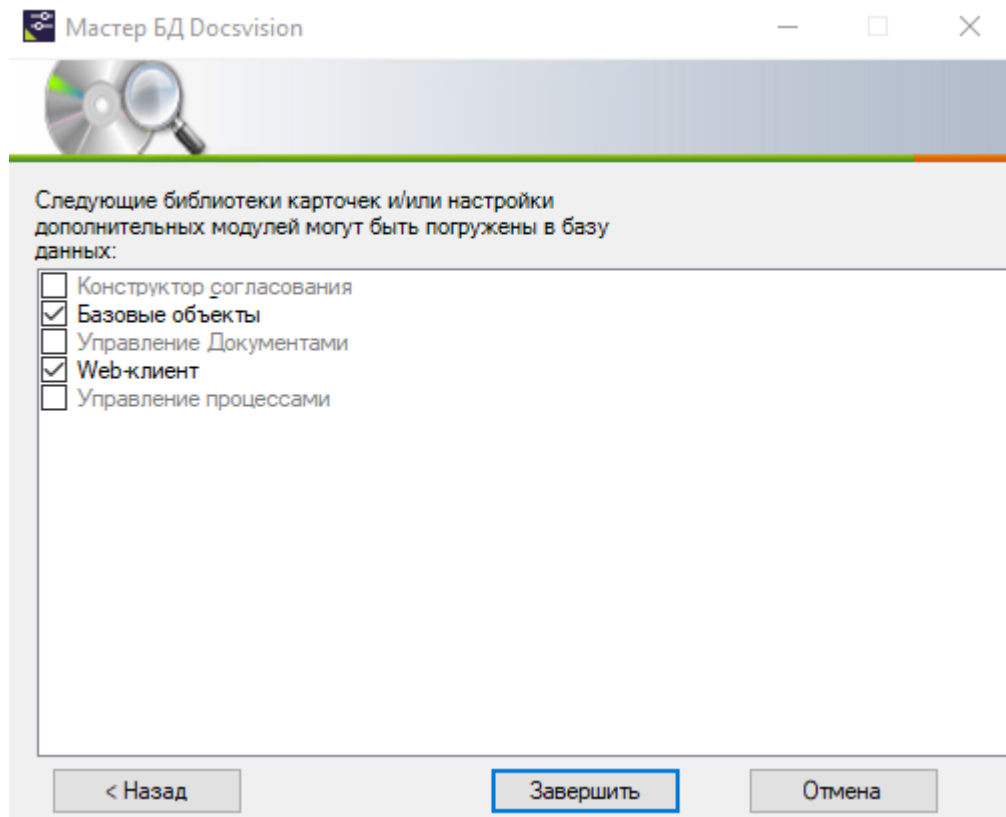 Мастер БД Docsvision
Следующие библиотеки карточек и/или настройки
дополнительных модулей могут быть погружены в базу
данных:
Конструктор согласования
Базовые объекты
Управление Документами
Web-клиент
Управление процессами
< Назад
Завершить
Отмена